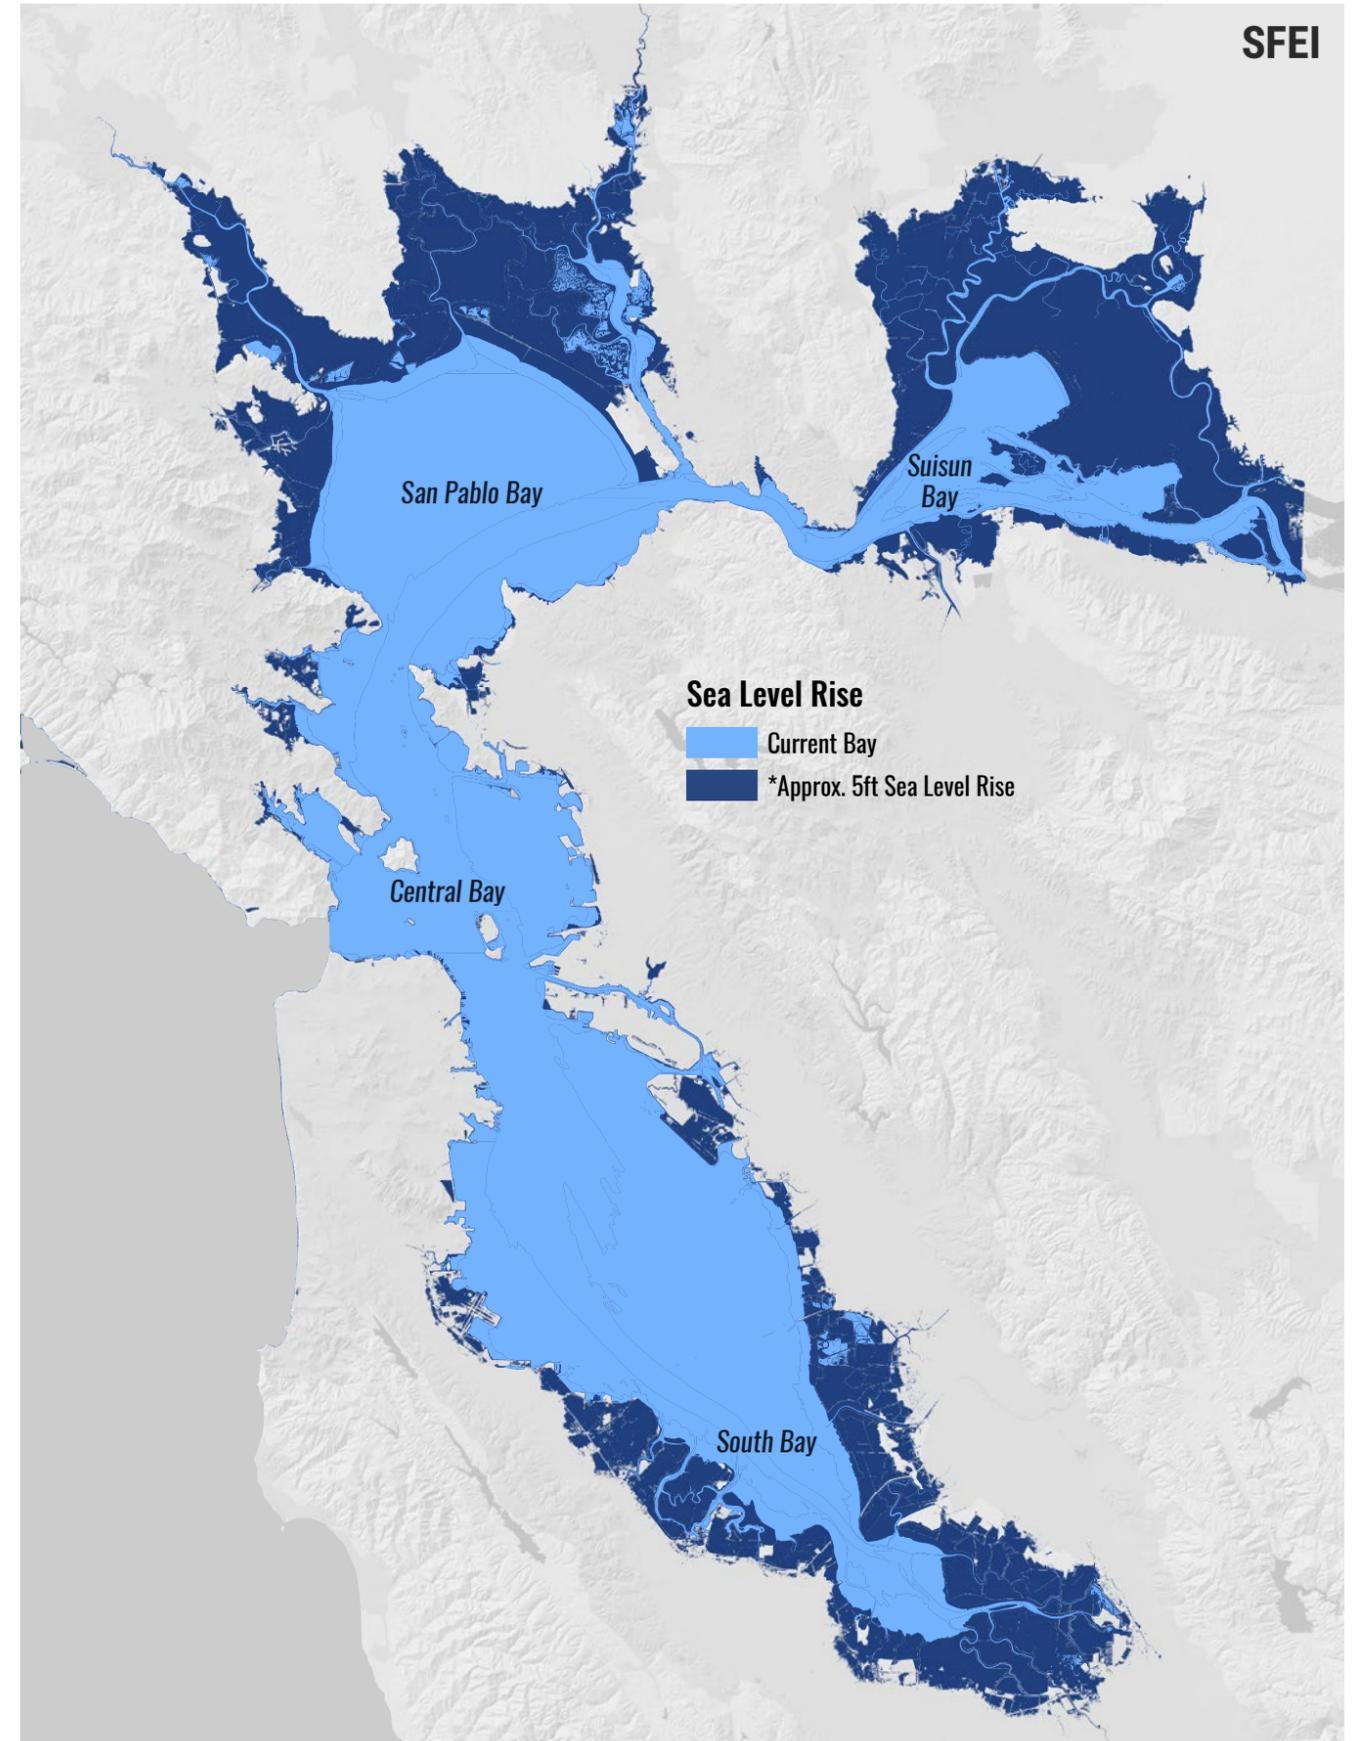 SFEI
San Pablo Bay
Suisun
Bay
Sea Level Rise
Current Bay
*Approx. 5ft Sea Level Rise
Central Bay
South Bay